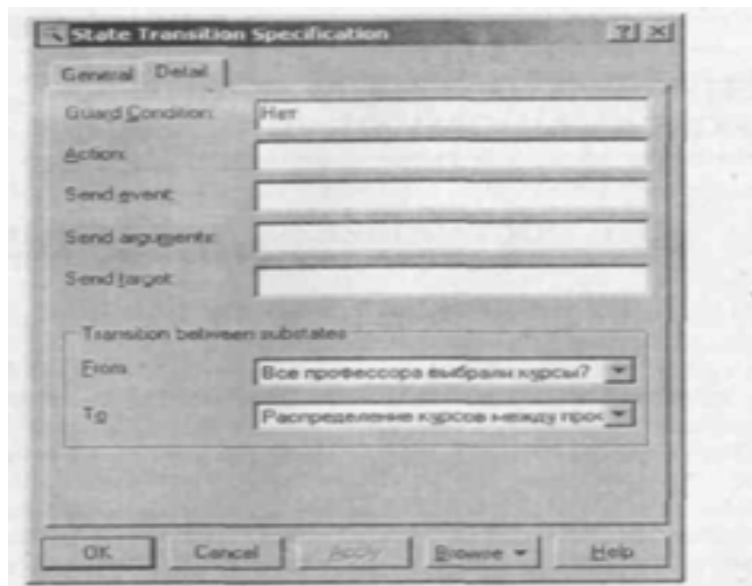 State Transition Specification
General Detail
Guard Condition: Нет
Action:
Send event:
Send arguments:
Send target:
Transition between substates
From Все профессора выбрали курсы?
To Распределение курсов между проф
OK Cancel Apply Browse Help